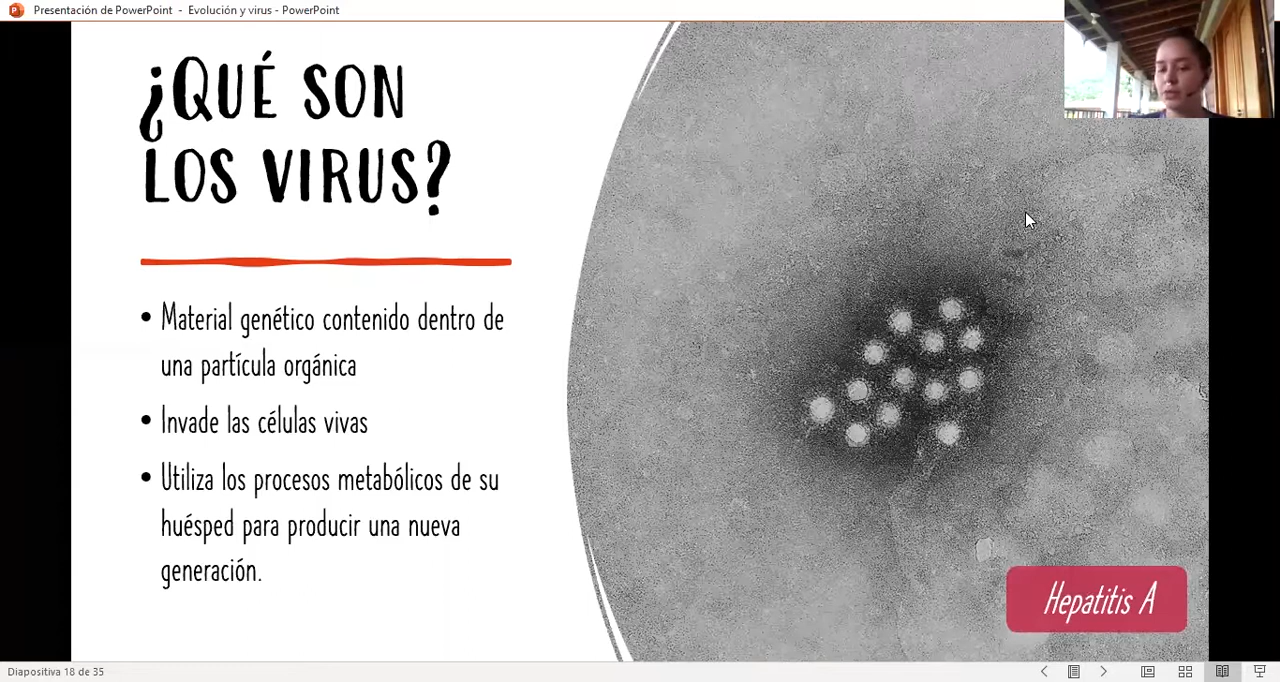 Presentación de PowerPoint - Evolución y virus - PowerPoint
¿QUÉ SON
LOS VIRUS?
• Material genético contenido dentro de
una partícula orgánica
• Invade las células vivas
• Utiliza los procesos metabólicos de su
huésped para producir una nueva
generación.
Hepatitis A
Diapositiva 18 de 35